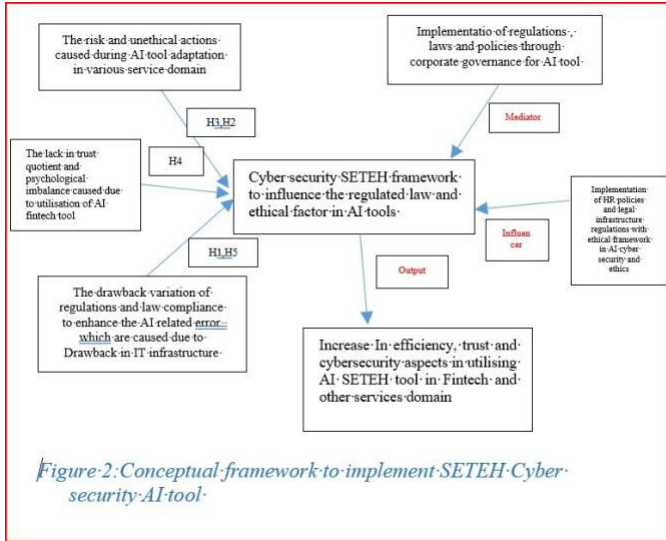 The risk and unethical actions
caused during AI tool adaptation
in various service domain
Implementatio of regulations ,
laws and policies through
corporate governance for AI tool
H3,H2
Mediator
The lack in trust
quotient and
psychological
imbalance caused due
to utilisation of AI
fintech tool
H4
Cyber security SETEH framework
to influence the regulated law and
ethical factor in AI tools
Implementation
of HR policies
and legal
infrastructure
regulations with
ethical framework
in AI cyber
security and
ethics
Influen
cer
H1,H5
Output
The drawback variation of
regulations and law compliance
to enhance the AI related error
which are caused due to
Drawback in IT infrastructure
Increase In efficiency, trust and
cybersecurity aspects in utilising
AI SETEH tool in Fintech and
other services domain
Figure 2:Conceptual framework to implement SETEH Cyber
security AI tool